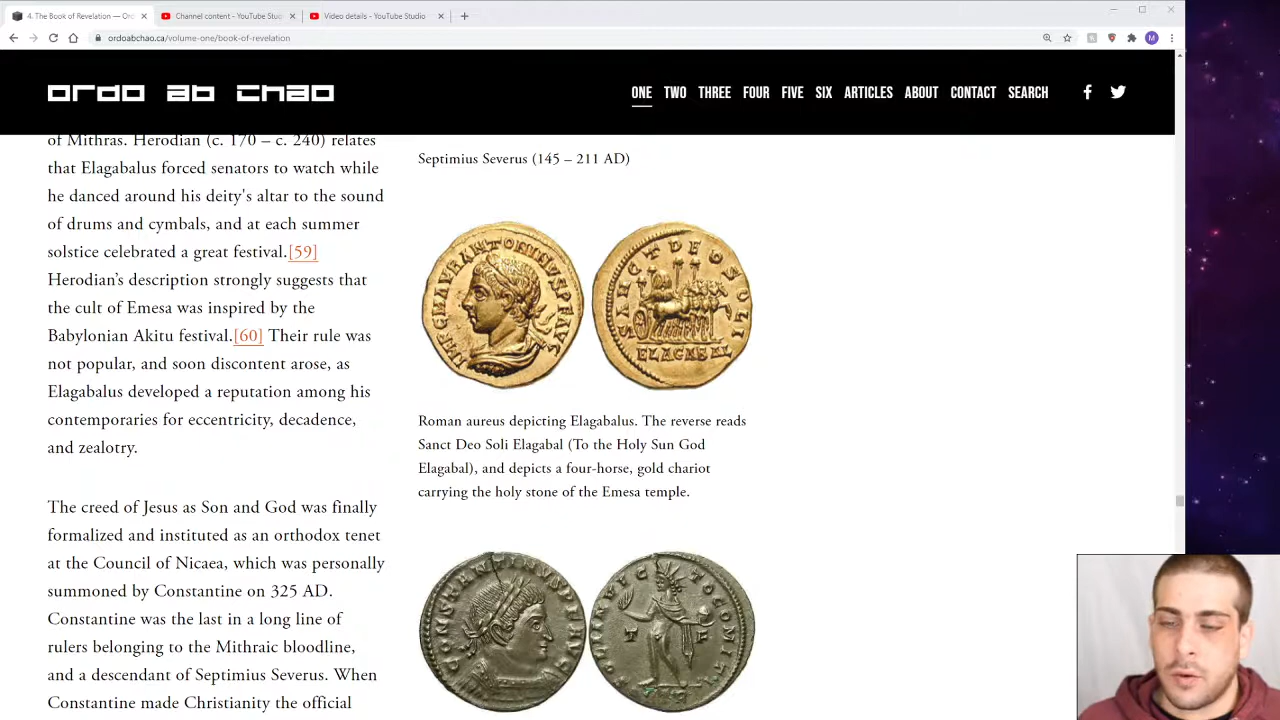 4. The Book of Revelation — Ord
Channel content - YouTube Stud
Video details - YouTube Studio
ordoabchao.ca/volume-one/book-of-revelation
M
ordo ab chao
ONE TWO THREE FOUR FIVE SIX ARTICLES ABOUT CONTACT SEARCH
of Mithras. Herodian (c. 170 – c. 240) relates
that Elagabalus forced senators to watch while
he danced around his deity's altar to the sound
of drums and cymbals, and at each summer
solstice celebrated a great festival.[59]
Herodian’s description strongly suggests that
the cult of Emesa was inspired by the
Babylonian Akitu festival.[60] Their rule was
not popular, and soon discontent arose, as
Elagabalus developed a reputation among his
contemporaries for eccentricity, decadence,
and zealotry.
The creed of Jesus as Son and God was finally
formalized and instituted as an orthodox tenet
at the Council of Nicaea, which was personally
summoned by Constantine on 325 AD.
Constantine was the last in a long line of
rulers belonging to the Mithraic bloodline,
and a descendant of Septimius Severus. When
Constantine made Christianity the official
Septimius Severus (145 – 211 AD)
SANCT DEO SOLI
ELAGABAL
Roman aureus depicting Elagabalus. The reverse reads
Sanct Deo Soli Elagabal (To the Holy Sun God
Elagabal), and depicts a four-horse, gold chariot
carrying the holy stone of the Emesa temple.
CONSTANTINVS PF AVG
T